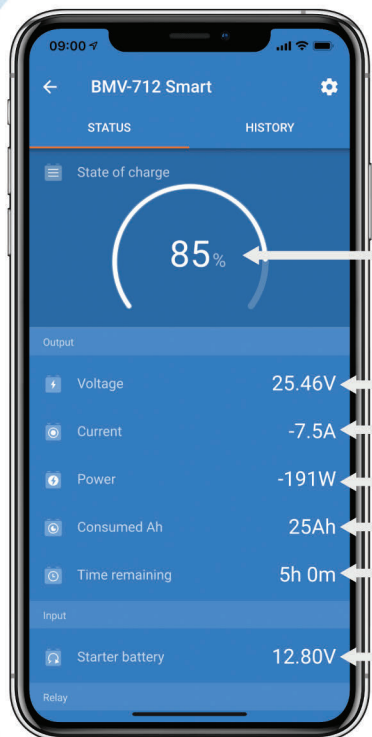 09:00
BMV-712 Smart
STATUS HISTORY
State of charge
85%
Output
Voltage 25.46V
Current -7.5A
Power -191W
Consumed Ah 25Ah
Time remaining 5h 0m
Input
Starter battery 12.80V
Relay